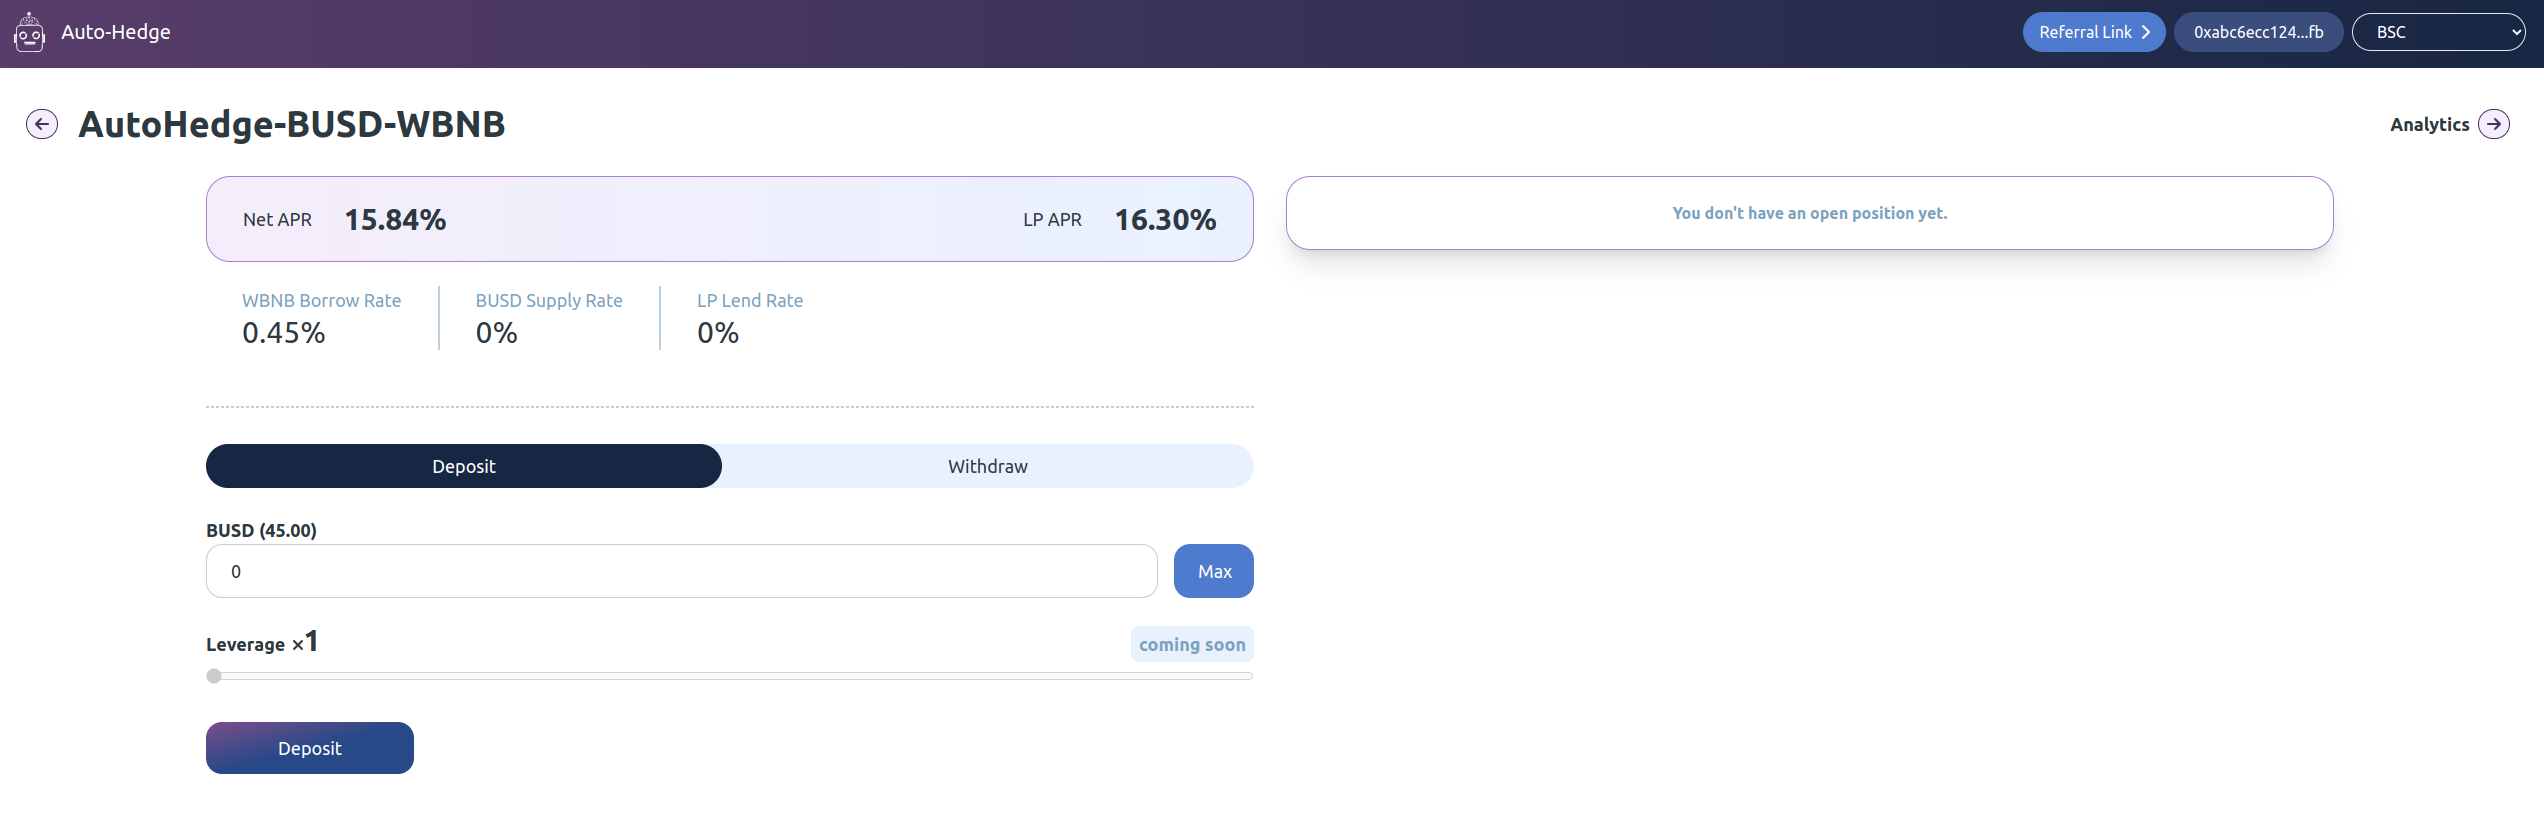 Auto-Hedge
Referral Link
0xabc6ecc124...fb
BSC
AutoHedge-BUSD-WBNB
Analytics
Net APR 15.84%
LP APR 16.30%
You don't have an open position yet.
WBNB Borrow Rate
0.45%
BUSD Supply Rate
0%
LP Lend Rate
0%
Deposit
Withdraw
BUSD (45.00)
0
Max
Leverage ×1
coming soon
Deposit